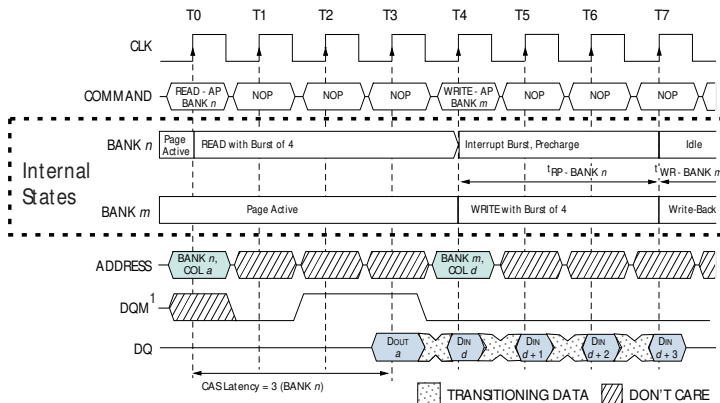 T0 T1 T2 T3 T4 T5 T6 T7
CLK
COMMAND
READ - AP BANK n
NOP
NOP
NOP
WRITE - AP BANK m
NOP
NOP
NOP
Internal States
BANK n
Page Active
READ with Burst of 4
Interrupt Burst, Precharge
Idle
tRP - BANK n
tWR - BANK m
BANK m
Page Active
WRITE with Burst of 4
Write-Back
ADDRESS
BANK n, COL a
BANK m, COL d
DQM1
DQ
DOUT a
DIN d
DIN d + 1
DIN d + 2
DIN d + 3
CAS Latency = 3 (BANK n)
TRANSITIONING DATA
DON'T CARE